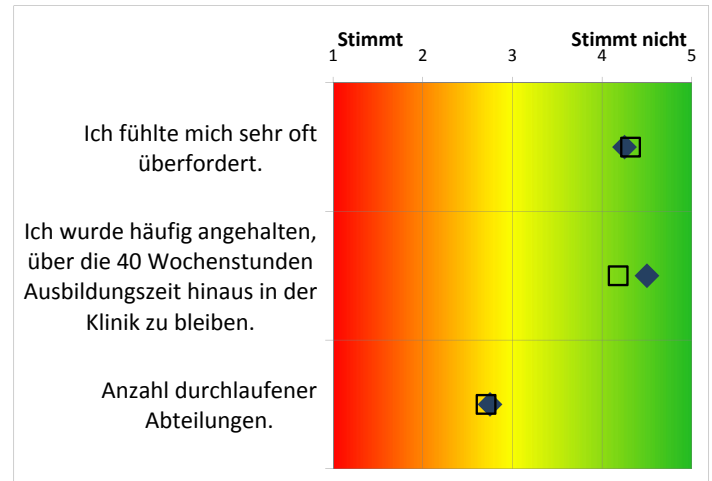 Stimmt Stimmt nicht
1 2 3 4 5
Ich fühlte mich sehr oft
überfordert.
Ich wurde häufig angehalten,
über die 40 Wochenstunden
Ausbildungszeit hinaus in der
Klinik zu bleiben.
Anzahl durchlaufener
Abteilungen.